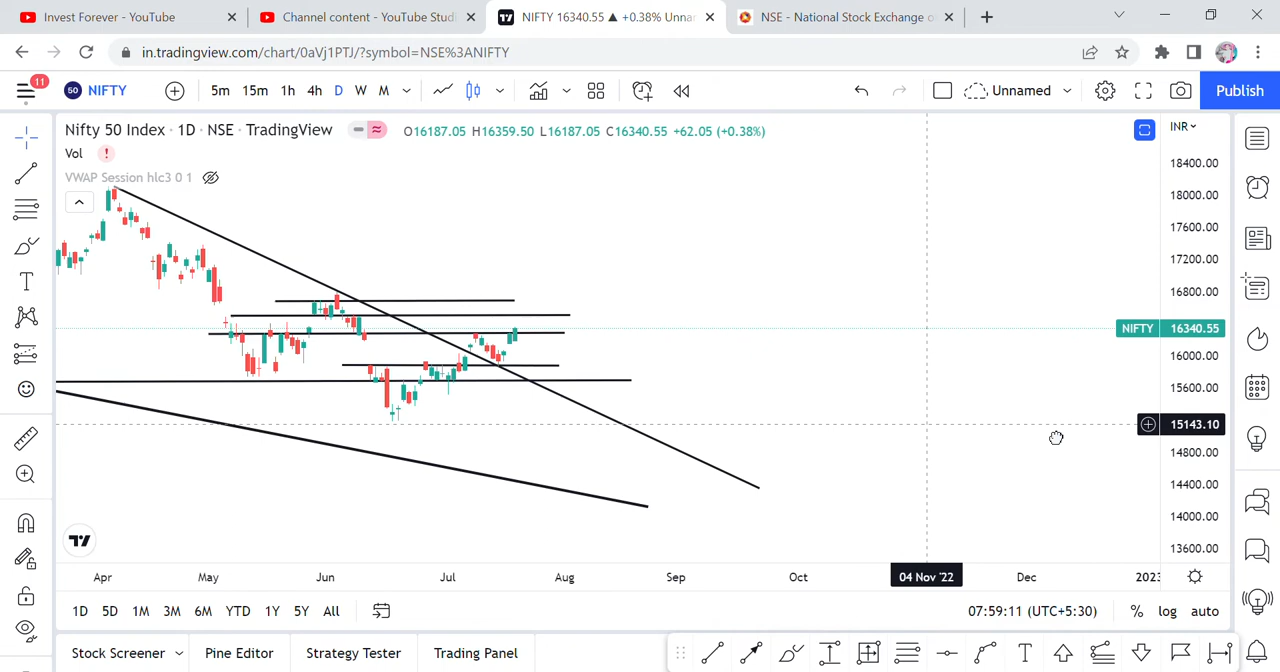 Invest Forever - YouTube
Channel content - YouTube Studi
NIFTY 16340.55 ▲ +0.38% Unnar
NSE - National Stock Exchange o
in.tradingview.com/chart/0aVj1PTJ/?symbol=NSE%3ANIFTY
11
50 NIFTY 5m 15m 1h 4h D W M Unnamed Publish
Nifty 50 Index · 1D · NSE · TradingView O16187.05 H16359.50 L16187.05 C16340.55 +62.05 (+0.38%)
INR
Vol !
VWAP Session hlc3 0 1
18400.00
18000.00
17600.00
17200.00
16800.00
NIFTY 16340.55
16000.00
15600.00
15143.10
14800.00
14400.00
14000.00
13600.00
Apr May Jun Jul Aug Sep Oct 04 Nov '22 Dec 2023
1D 5D 1M 3M 6M YTD 1Y 5Y All 07:59:11 (UTC+5:30) % log auto
Stock Screener Pine Editor Strategy Tester Trading Panel